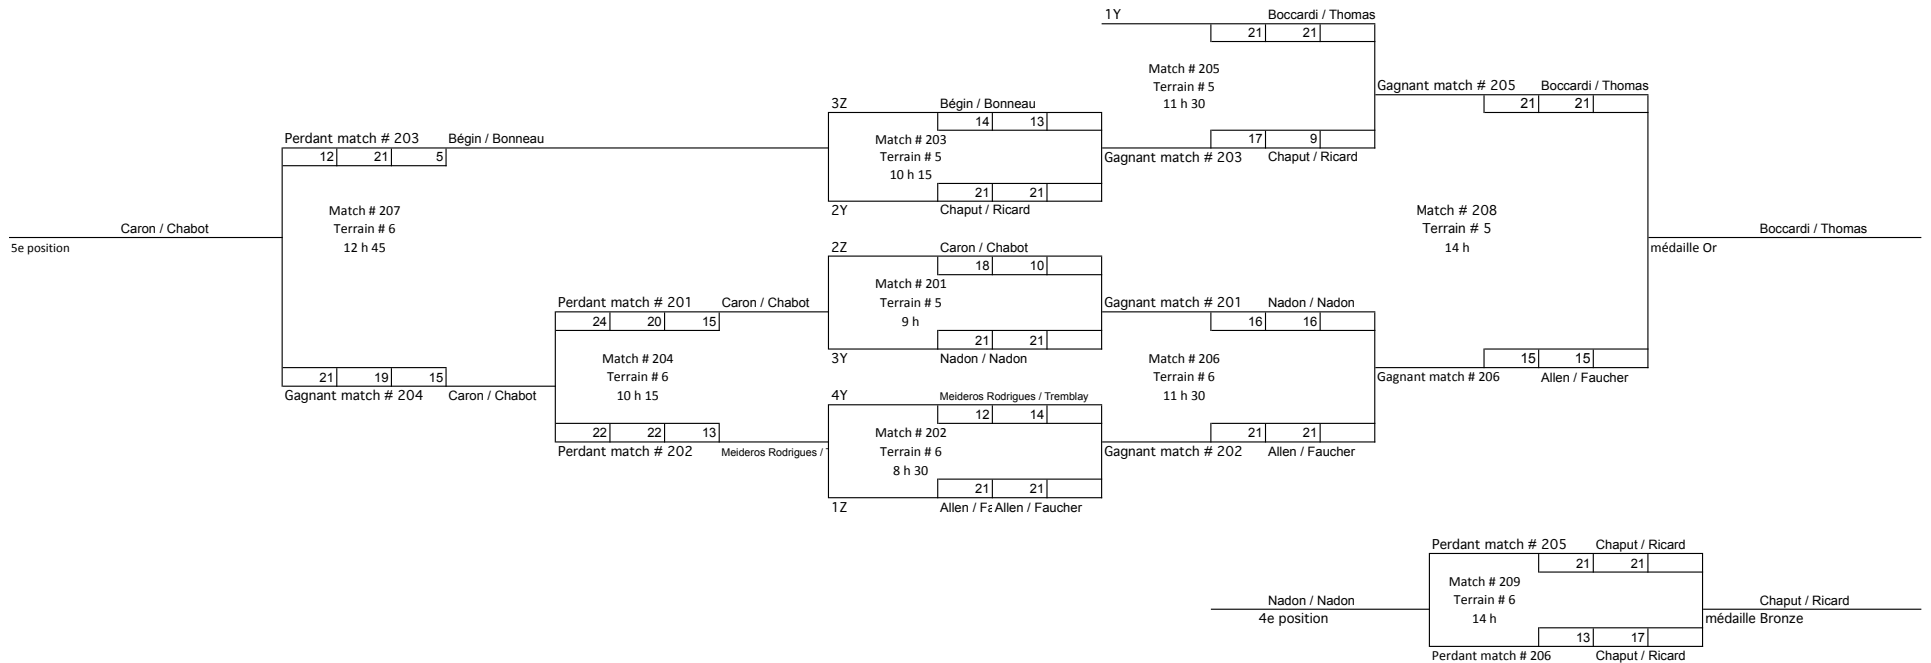 1Y Boccardi / Thomas
21 21
Match # 205
Terrain # 5
11 h 30
17 9
Gagnant match # 203 Chaput / Ricard
Gagnant match # 205 Boccardi / Thomas
21 21
3Z Bégin / Bonneau
14 13
Match # 203
Terrain # 5
10 h 15
21 21
2Y Chaput / Ricard
Perdant match # 203 Bégin / Bonneau
12 21 5
Match # 207
Terrain # 6
12 h 45
Caron / Chabot
5e position
21 19 15
Gagnant match # 204 Caron / Chabot
2Z Caron / Chabot
18 10
Match # 201
Terrain # 5
9 h
21 21
3Y Nadon / Nadon
Perdant match # 201 Caron / Chabot
24 20 15
Match # 204
Terrain # 6
10 h 15
22 22 13
Perdant match # 202 Meideros Rodrigues /
4Y Meideros Rodrigues / Tremblay
12 14
Match # 202
Terrain # 6
8 h 30
21 21
1Z Allen / Fa Allen / Faucher
Gagnant match # 201 Nadon / Nadon
16 16
Match # 206
Terrain # 6
11 h 30
21 21
Gagnant match # 202 Allen / Faucher
Match # 208
Terrain # 5
14 h
15 15
Gagnant match # 206 Allen / Faucher
Boccardi / Thomas
médaille Or
Perdant match # 205 Chaput / Ricard
21 21
Match # 209
Terrain # 6
14 h
13 17
Perdant match # 206 Chaput / Ricard
Nadon / Nadon
4e position
Chaput / Ricard
médaille Bronze